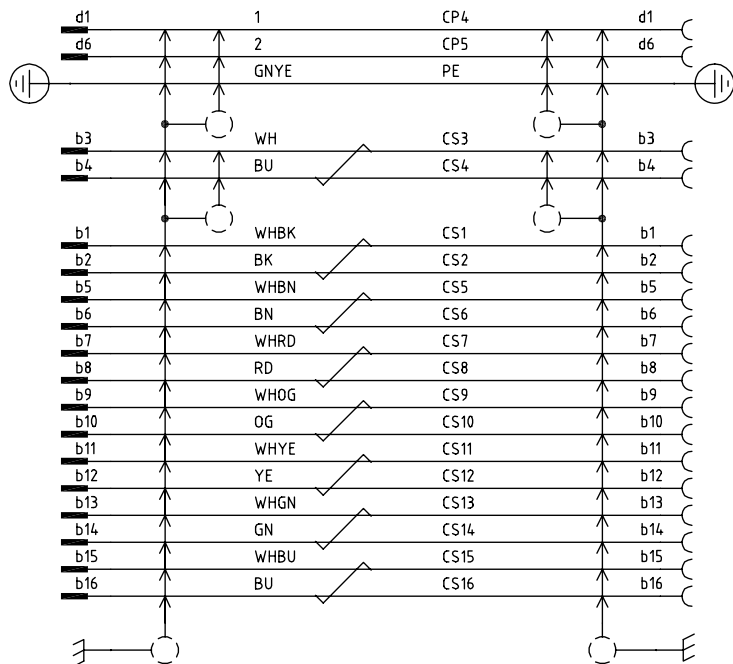 d1 1 CP4 d1
d6 2 CP5 d6
GNYE PE
b3 WH CS3 b3
b4 BU CS4 b4
b1 WHBK CS1 b1
b2 BK CS2 b2
b5 WHBN CS5 b5
b6 BN CS6 b6
b7 WHRD CS7 b7
b8 RD CS8 b8
b9 WHOG CS9 b9
b10 OG CS10 b10
b11 WHYE CS11 b11
b12 YE CS12 b12
b13 WHGN CS13 b13
b14 GN CS14 b14
b15 WHBU CS15 b15
b16 BU CS16 b16